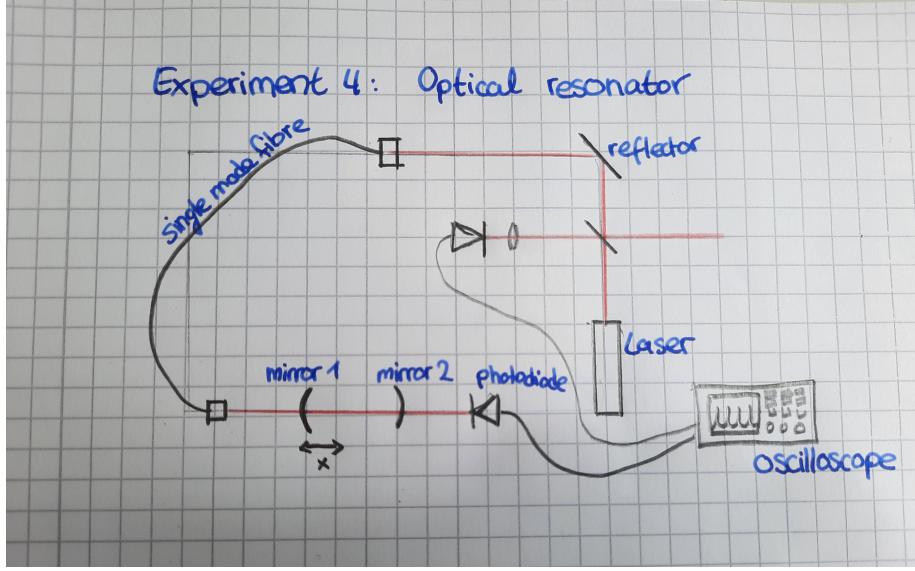 Experiment 4: Optical resonator
single mode fibre
reflector
Laser
mirror 1
mirror 2
photodiode
x
oscilloscope